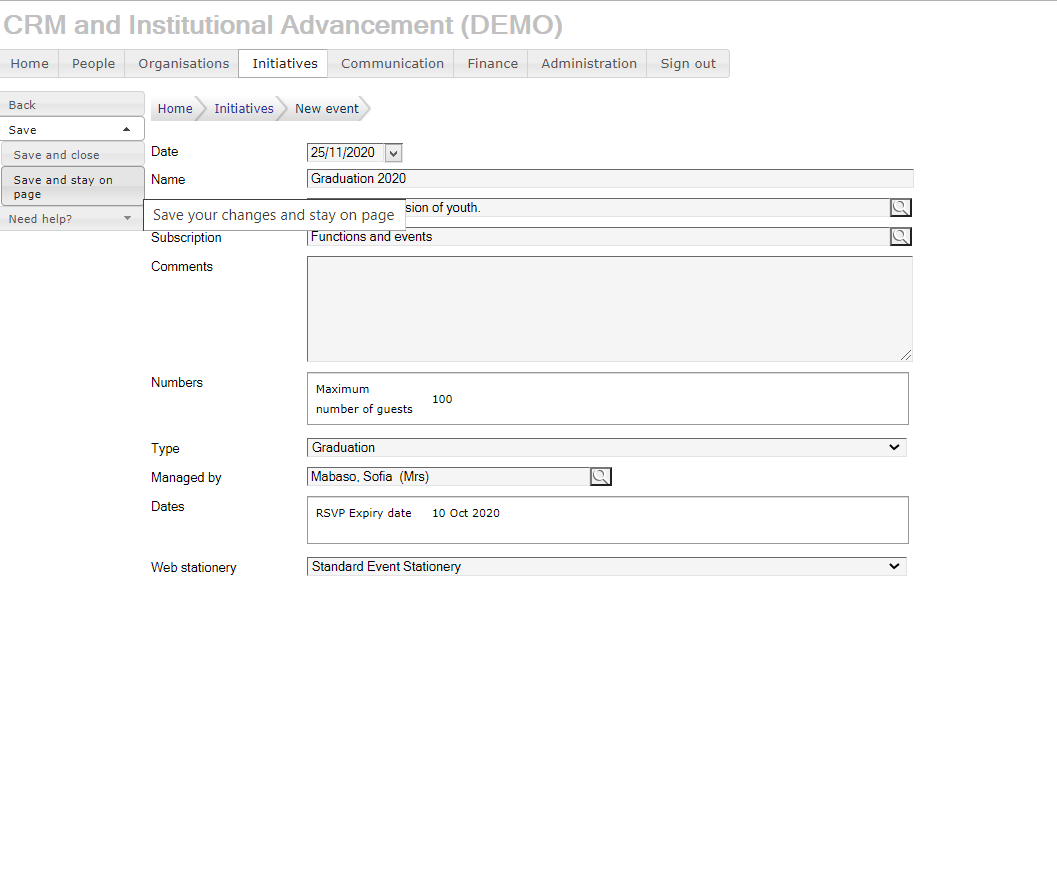 CRM and Institutional Advancement (DEMO)
Home People Organisations Initiatives Communication Finance Administration Sign out
Back
Save
Save and close
Save and stay on
page
Need help?
Home Initiatives New event
Date 25/11/2020
Name Graduation 2020
Save your changes and stay on page
sion of youth.
Subscription Functions and events
Comments
Numbers
Maximum
number of guests
100
Type Graduation
Managed by Mabaso, Sofia (Mrs)
Dates
RSVP Expiry date 10 Oct 2020
Web stationery Standard Event Stationery